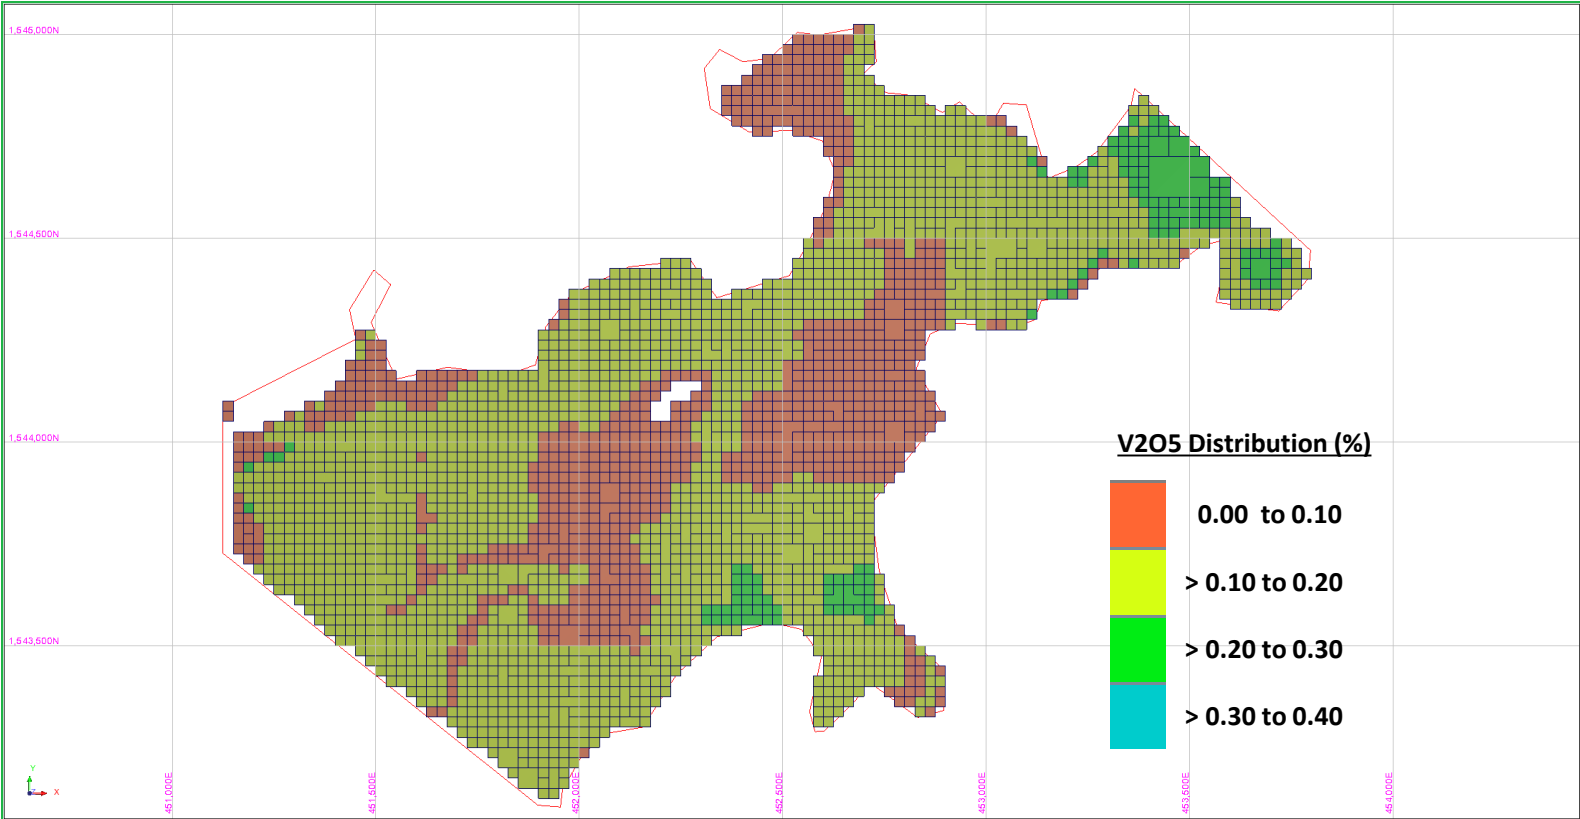 1,545,000N
1,544,500N
1,544,000N
1,543,500N
V2O5 Distribution (%)
0.00 to 0.10
> 0.10 to 0.20
> 0.20 to 0.30
> 0.30 to 0.40
451,000E
451,500E
452,000E
452,500E
453,000E
453,500E
454,000E
Y
X